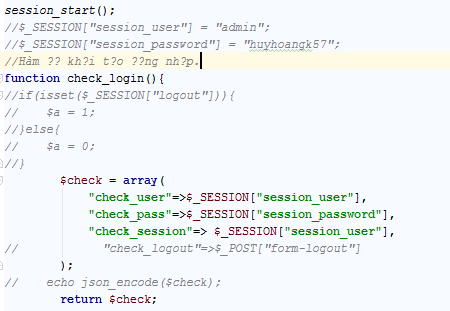 session_start();
//$_SESSION["session_user"] = "admin";
//$_SESSION["session_password"] = "huyhoangk57";
//Hàm ?? kh?i t?o ??ng nh?p.
function check_login(){
//if(isset($_SESSION["logout"])){
//    $a = 1;
//}else{
//    $a = 0;
//}
        $check = array(
            "check_user"=>$_SESSION["session_user"],
            "check_pass"=>$_SESSION["session_password"],
            "check_session"=> $_SESSION["session_user"],
//            "check_logout"=>$_POST["form-logout"]
        );
//    echo json_encode($check);
        return $check;